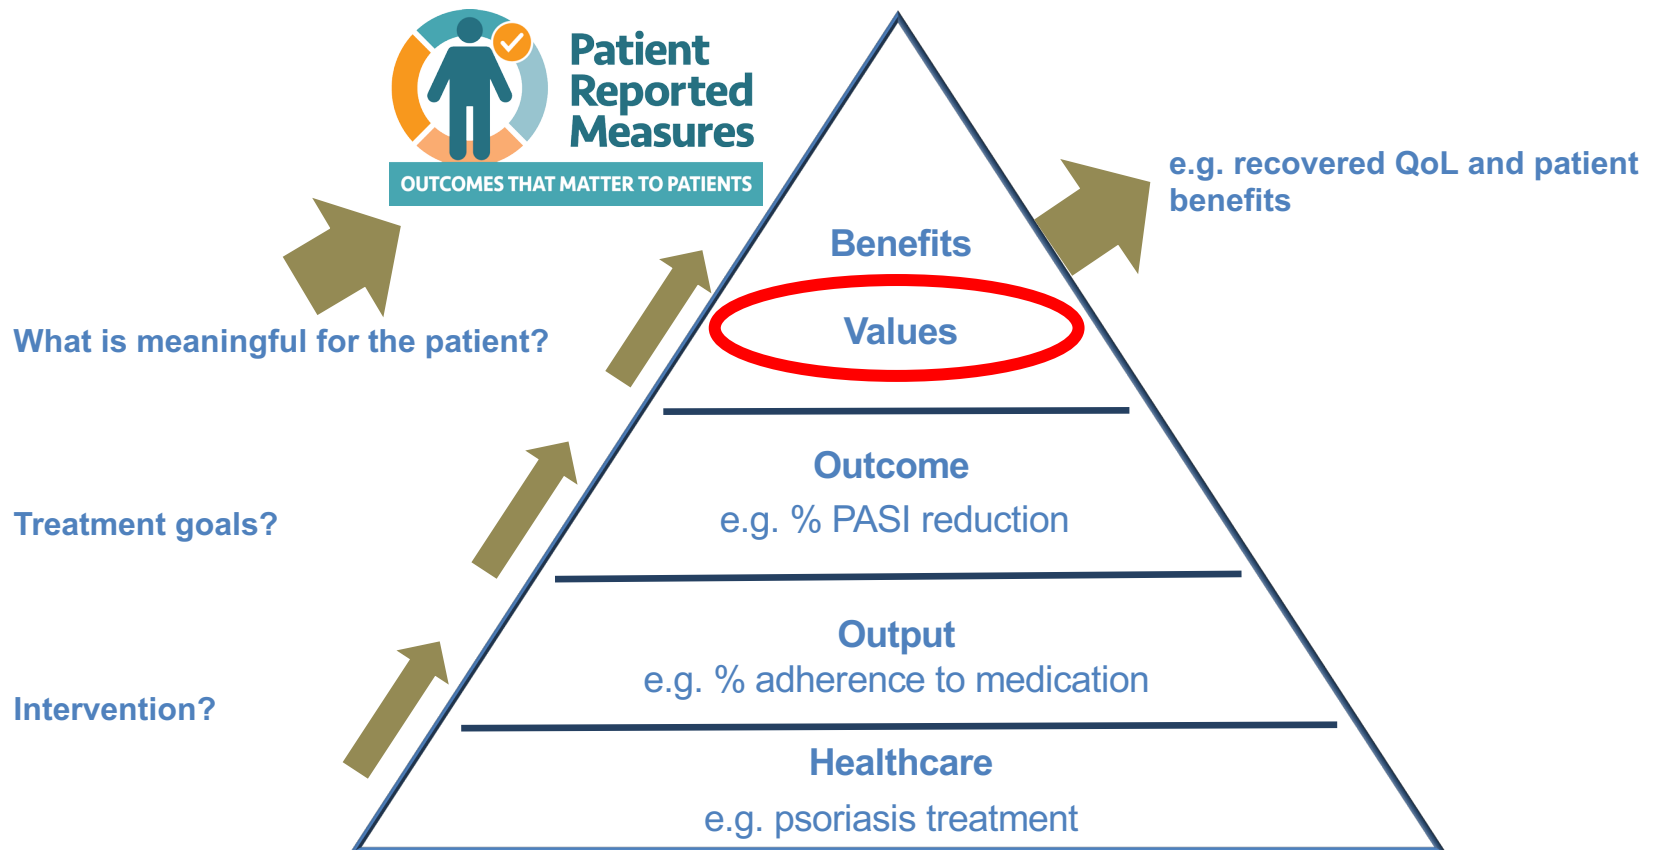 Patient
Reported
Measures
OUTCOMES THAT MATTER TO PATIENTS
e.g. recovered QoL and patient
benefits
Benefits
What is meaningful for the patient?
Values
Outcome
e.g. % PASI reduction
Treatment goals?
Output
e.g. % adherence to medication
Intervention?
Healthcare
e.g. psoriasis treatment